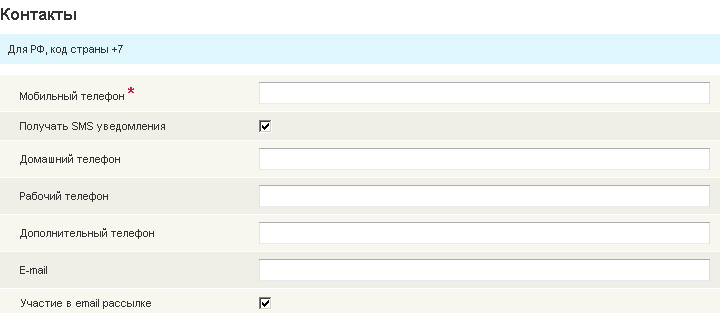 Контакты
Для РФ, код страны +7
Мобильный телефон *
Получать SMS уведомления
Домашний телефон
Рабочий телефон
Дополнительный телефон
E-mail
Участие в email рассылке